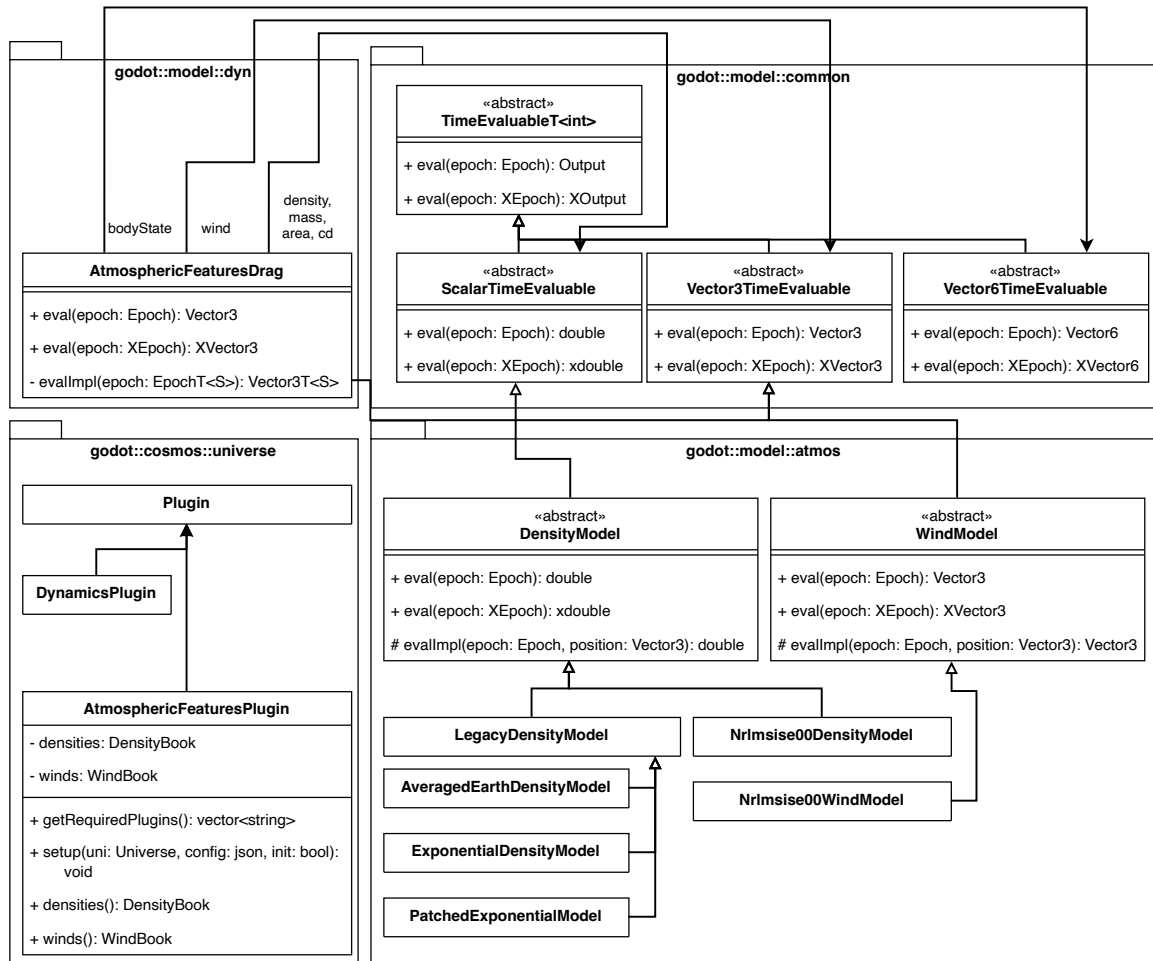 godot::model::dyn
bodyState
wind
density,
mass,
area, cd
AtmosphericFeaturesDrag
+ eval(epoch: Epoch): Vector3
+ eval(epoch: XEpoch): XVector3
- evalImpl(epoch: EpochT<S>): Vector3T<S>
godot::model::common
«abstract»
TimeEvaluableT<int>
+ eval(epoch: Epoch): Output
+ eval(epoch: XEpoch): XOutput
«abstract»
ScalarTimeEvaluable
+ eval(epoch: Epoch): double
+ eval(epoch: XEpoch): xdouble
«abstract»
Vector3TimeEvaluable
+ eval(epoch: Epoch): Vector3
+ eval(epoch: XEpoch): XVector3
«abstract»
Vector6TimeEvaluable
+ eval(epoch: Epoch): Vector6
+ eval(epoch: XEpoch): XVector6
godot::cosmos::universe
Plugin
DynamicsPlugin
AtmosphericFeaturesPlugin
- densities: DensityBook
- winds: WindBook
+ getRequiredPlugins(): vector<string>
+ setup(uni: Universe, config: json, init: bool):
void
+ densities(): DensityBook
+ winds(): WindBook
godot::model::atmos
«abstract»
DensityModel
+ eval(epoch: Epoch): double
+ eval(epoch: XEpoch): xdouble
# evalImpl(epoch: Epoch, position: Vector3): double
«abstract»
WindModel
+ eval(epoch: Epoch): Vector3
+ eval(epoch: XEpoch): XVector3
# evalImpl(epoch: Epoch, position: Vector3): Vector3
LegacyDensityModel
Nrlmsise00DensityModel
AveragedEarthDensityModel
Nrlmsise00WindModel
ExponentialDensityModel
PatchedExponentialModel